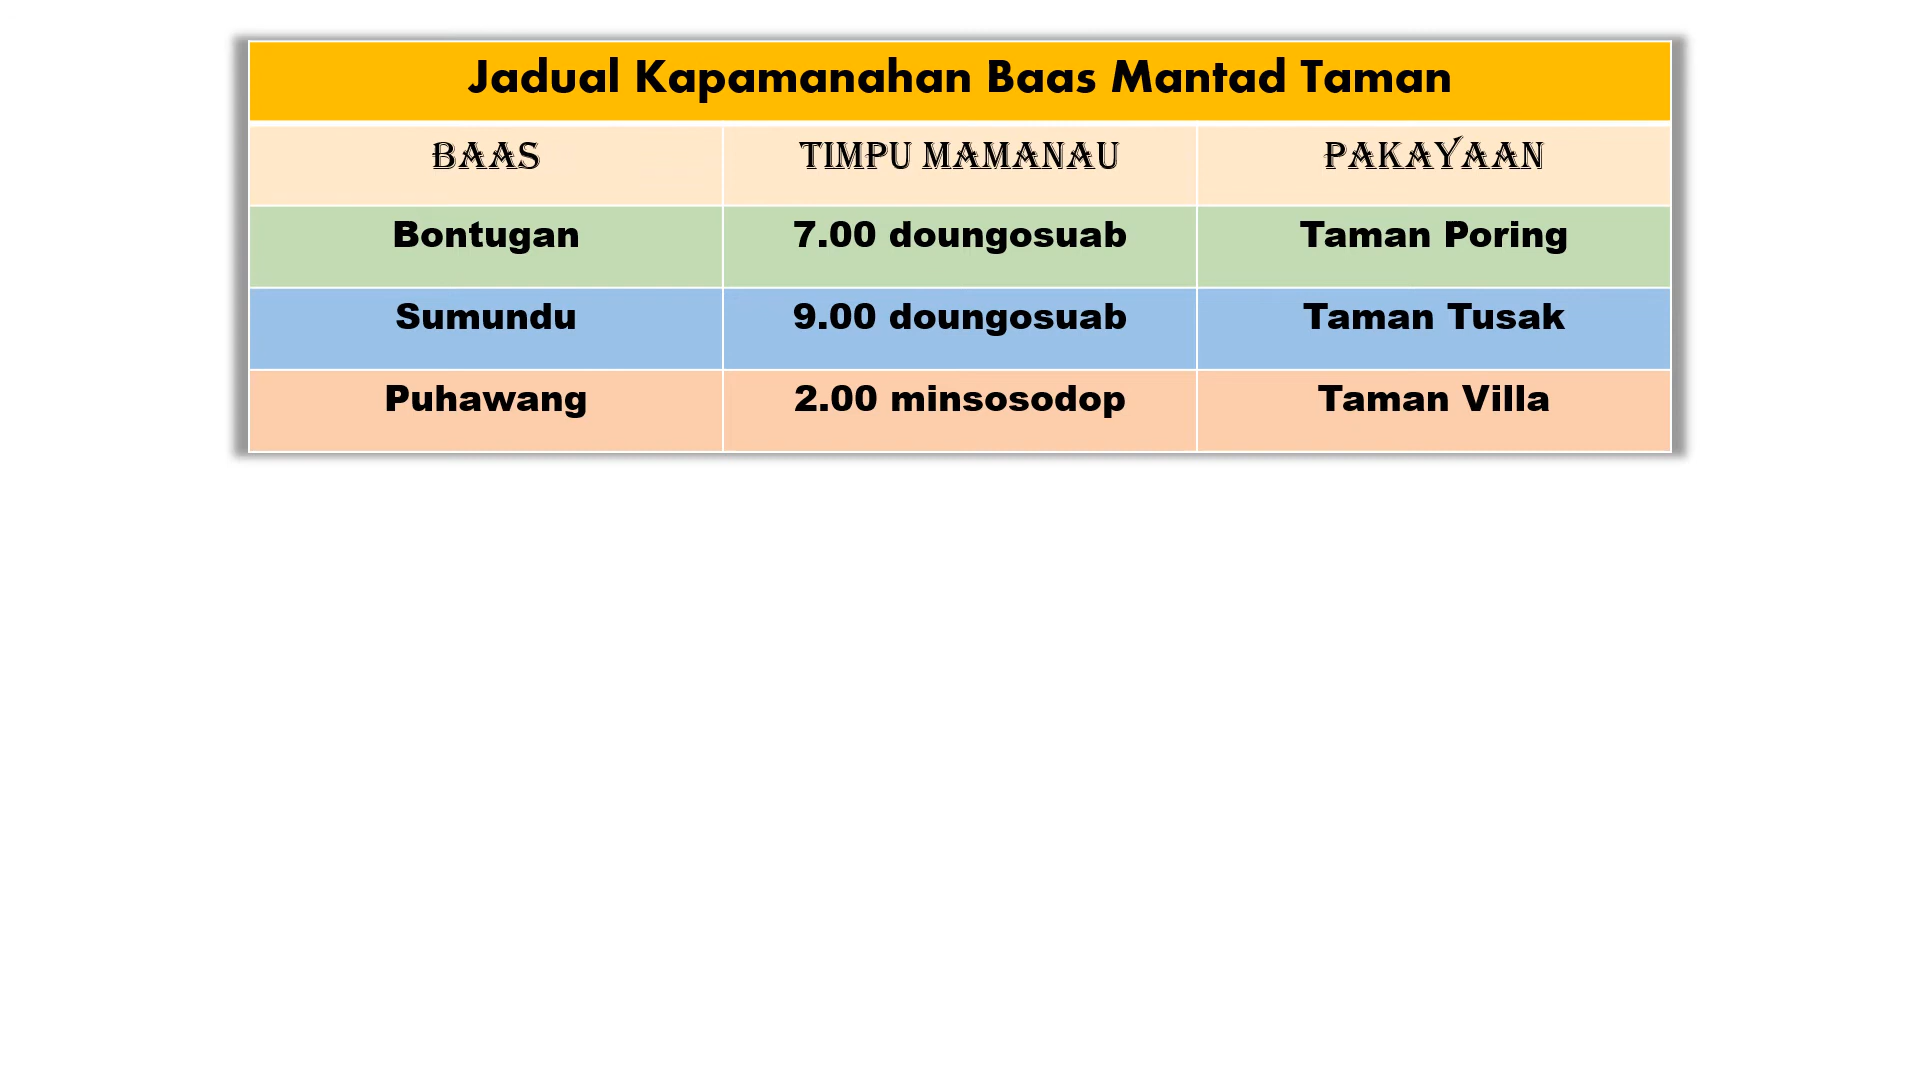 Jadual Kapamanahan Baas Mantad Taman
BAAS TIMPU MAMANAU PAKAYAAN
Bontugan 7.00 doungosuab Taman Poring
Sumundu 9.00 doungosuab Taman Tusak
Puhawang 2.00 minsosodop Taman Villa